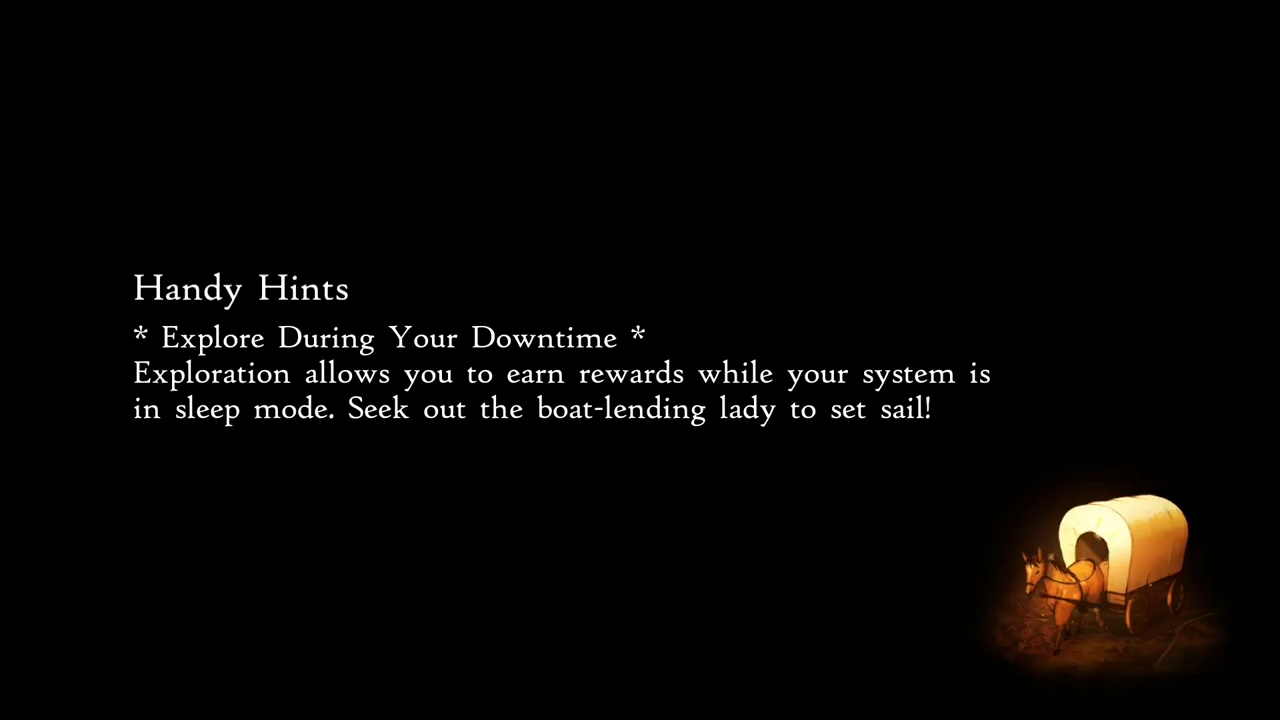 Handy Hints
* Explore During Your Downtime *
Exploration allows you to earn rewards while your system is
in sleep mode. Seek out the boat-lending lady to set sail!